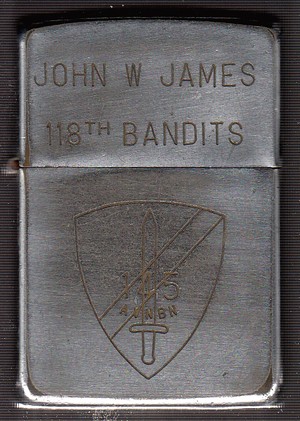 JOHN W JAMES
118TH BANDITS
145
AVN BN